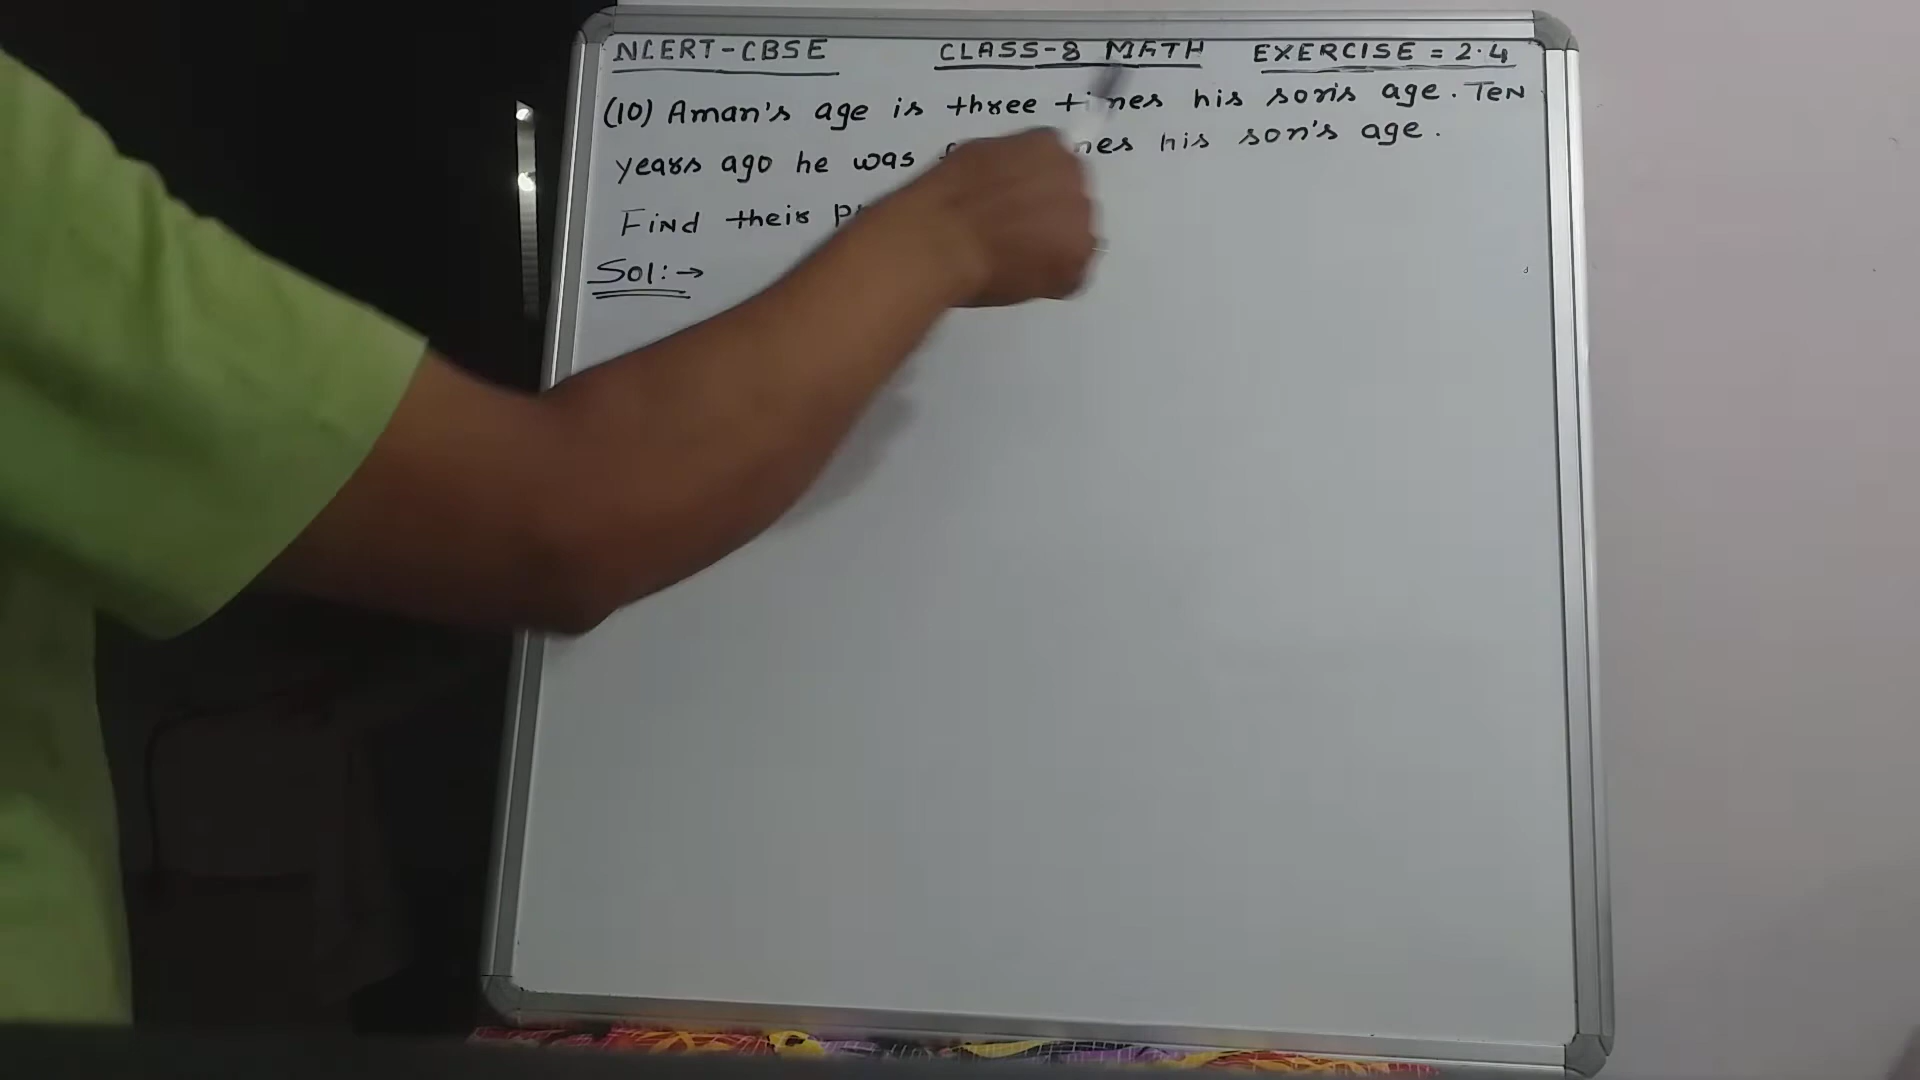 NCERT-CBSE CLASS-8 MATH EXERCISE = 2.4
(10) Aman's age is three times his son's age. Ten
years ago he was his son's age.
Find their
Sol:→